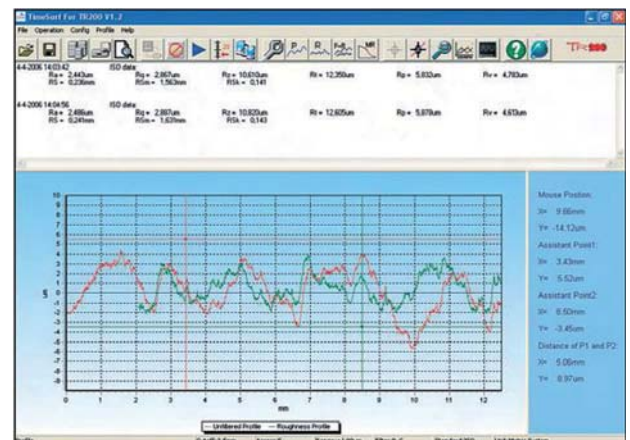 TimeSurf For TR200 V1.2
File Operation Config Profile Help
TIME200
4-4-2006 14:03:42 ISO data:
Ra = 2,443um Rq = 2,867um Rz = 10,610um Rt = 12,350um Rp = 5,832um Rv = 4,783um
RS = 0,236mm RSm = 1,563mm RSk = 0,141
4-4-2006 14:04:56 ISO data:
Ra = 2,486um Rq = 2,887um Rz = 10,820um Rt = 12,605um Rp = 5,878um Rv = 4,613um
RS = 0,241mm RSm = 1,631mm RSk = 0,143
Mouse Position:
X= 9.66mm
Y= -14.12um
Assistant Point1:
X= 3.43mm
Y= 5.52um
Assistant Point2:
X= 8.50mm
Y= -3.45um
Distance of P1 and P2:
X= 5.06mm
Y= 8.97um
10
9
8
7
6
5
4
3
2
1
0
-1
-2
-3
-4
-5
-6
-7
-8
-9
um
0 1 2 3 4 5 6 7 8 9 10 11 12
mm
Unfiltered Profile Roughness Profile